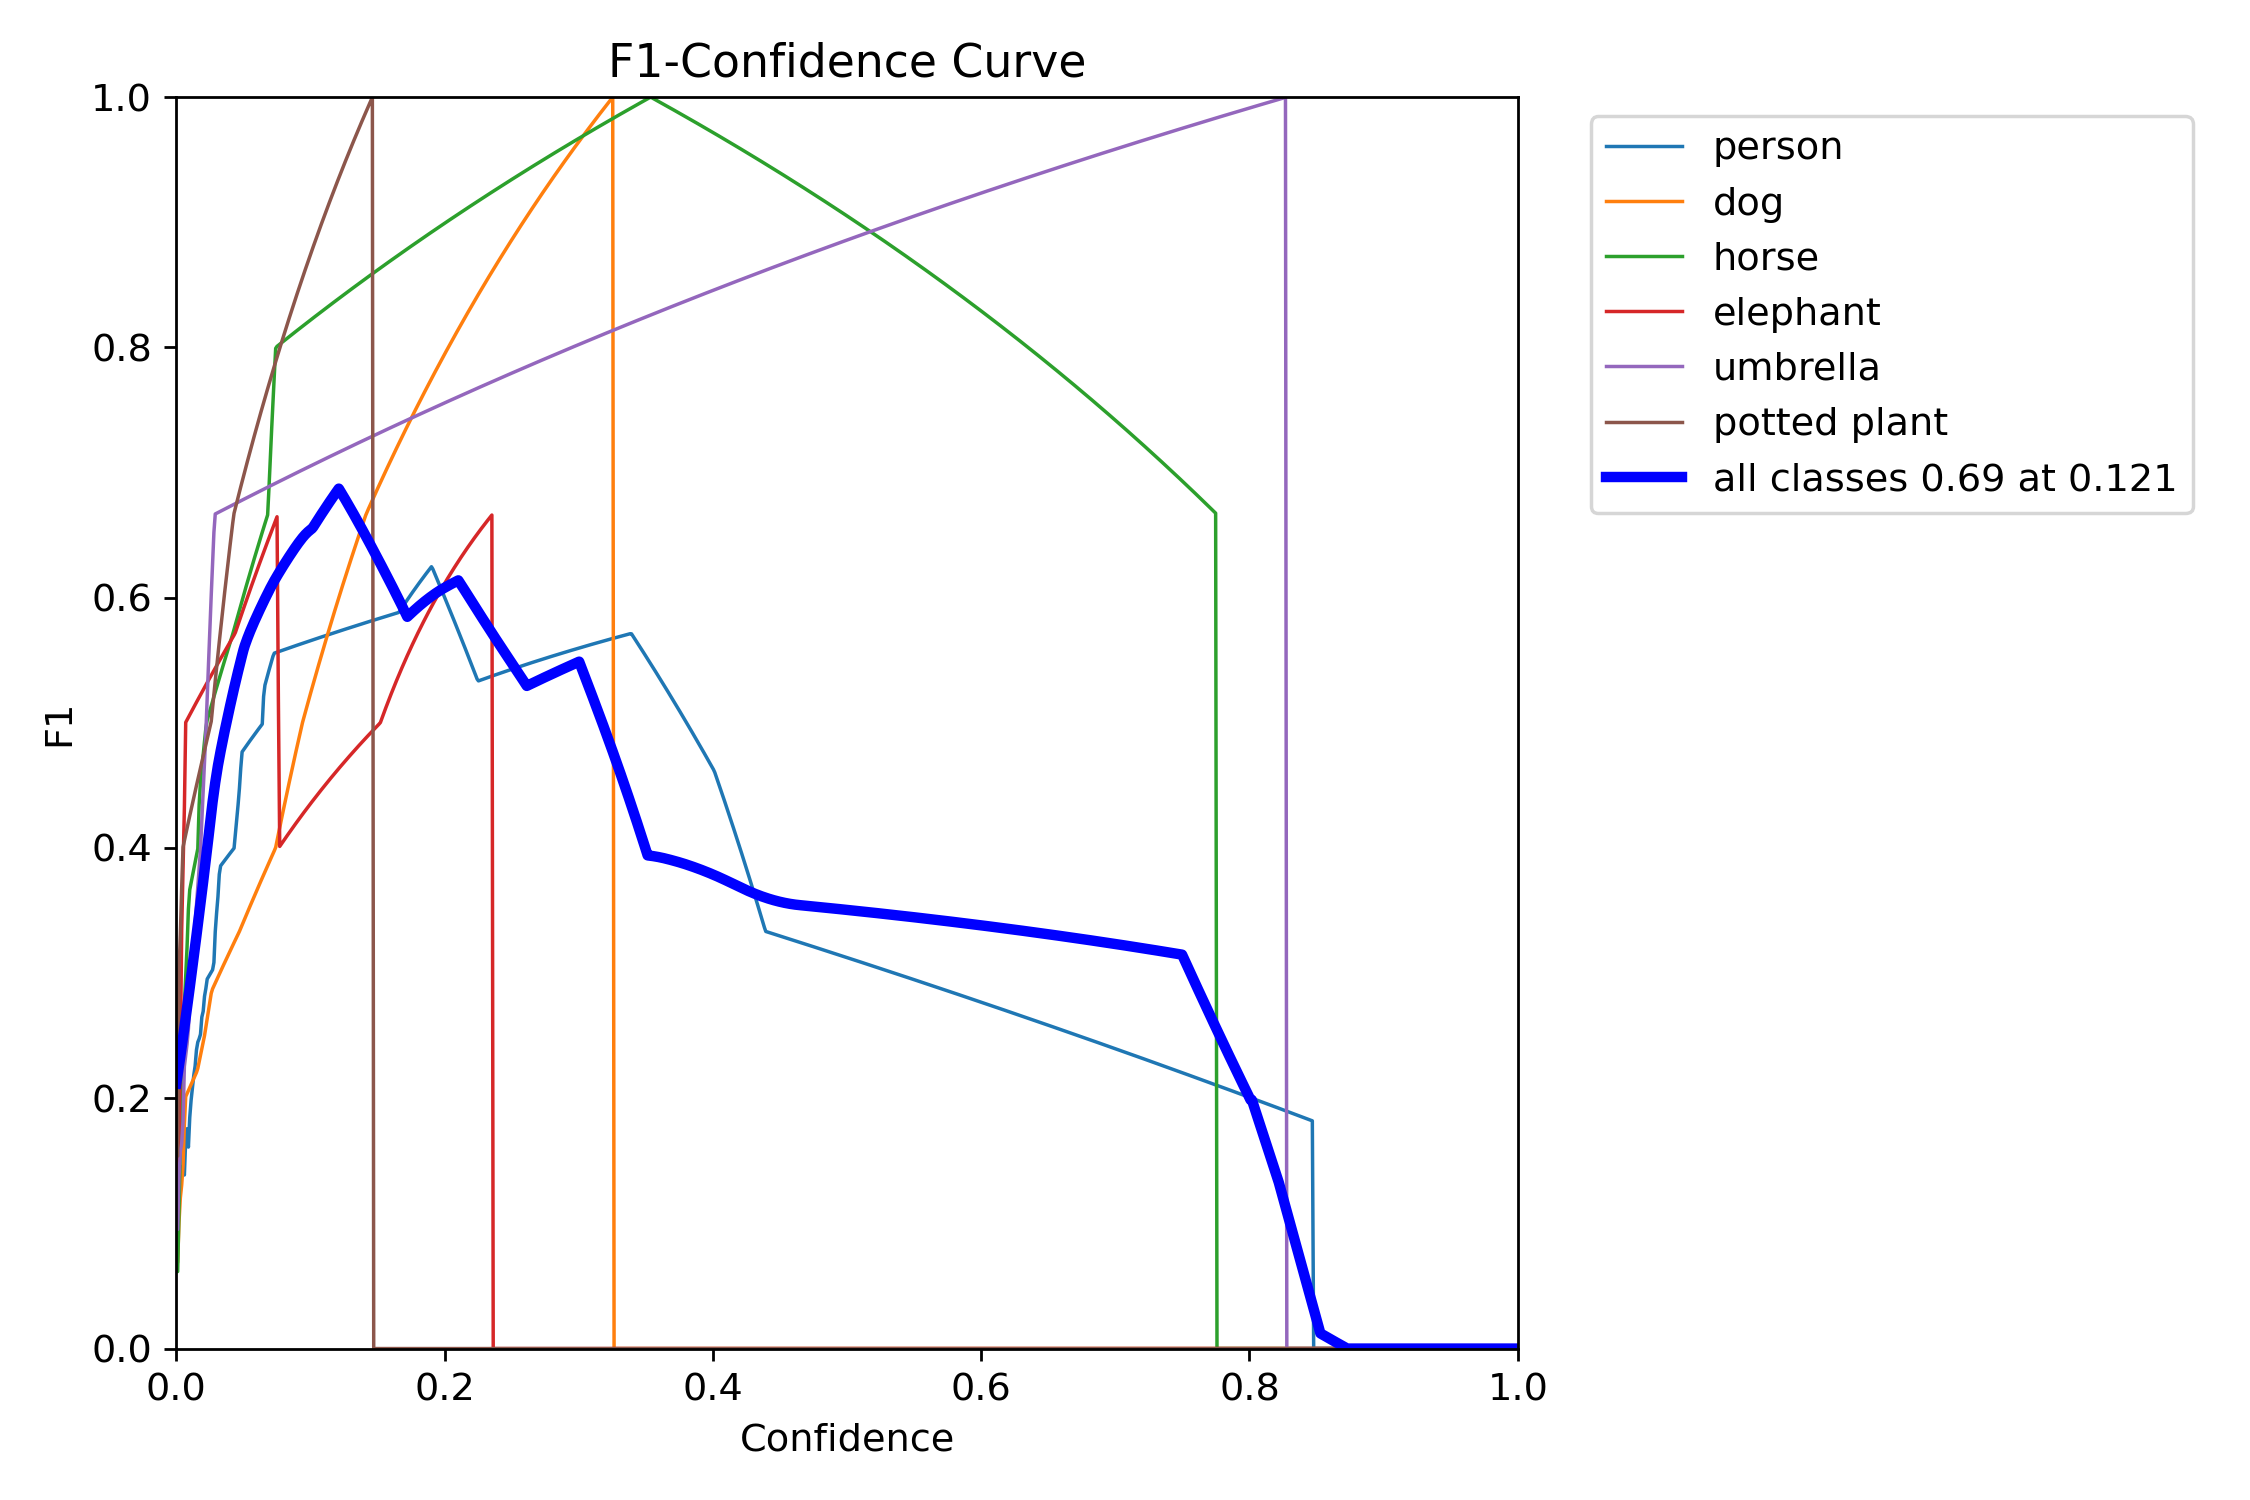 F1-Confidence Curve
1.0
0.8
0.6
0.4
0.2
0.0
F1
0.0 0.2 0.4 0.6 0.8 1.0
Confidence
person
dog
horse
elephant
umbrella
potted plant
all classes 0.69 at 0.121